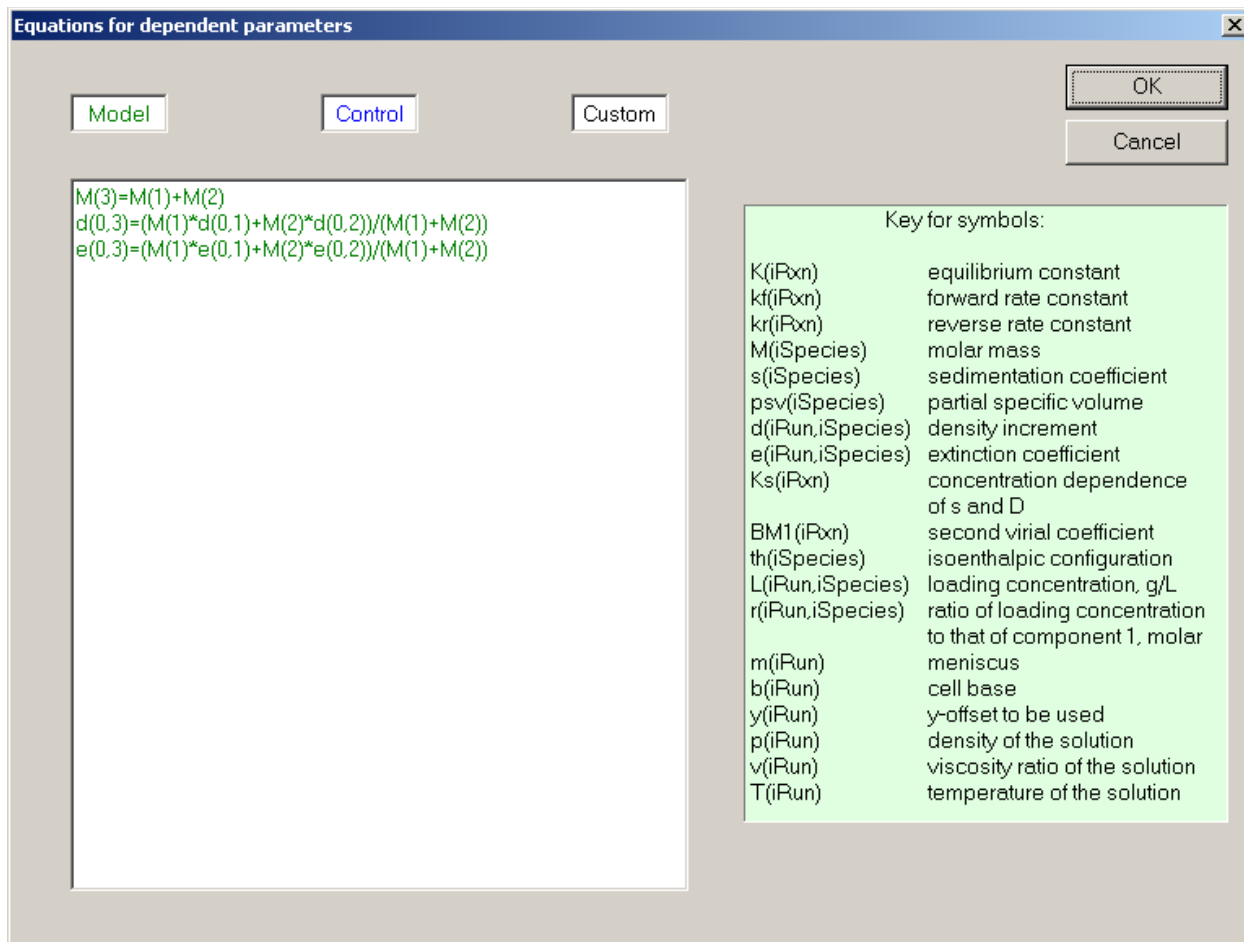 Equations for dependent parameters
OK
Model Control Custom
Cancel
M(3)=M(1)+M(2)
d(0,3)=(M(1)*d(0,1)+M(2)*d(0,2))/(M(1)+M(2))
e(0,3)=(M(1)*e(0,1)+M(2)*e(0,2))/(M(1)+M(2))
Key for symbols:
K(iRxn) equilibrium constant
kf(iRxn) forward rate constant
kr(iRxn) reverse rate constant
M(iSpecies) molar mass
s(iSpecies) sedimentation coefficient
psv(iSpecies) partial specific volume
d(iRun,iSpecies) density increment
e(iRun,iSpecies) extinction coefficient
Ks(iRxn) concentration dependence
of s and D
BM1(iRxn) second virial coefficient
th(iSpecies) isoenthalpic configuration
L(iRun,iSpecies) loading concentration, g/L
r(iRun,iSpecies) ratio of loading concentration
to that of component 1, molar
m(iRun) meniscus
b(iRun) cell base
y(iRun) y-offset to be used
p(iRun) density of the solution
v(iRun) viscosity ratio of the solution
T(iRun) temperature of the solution